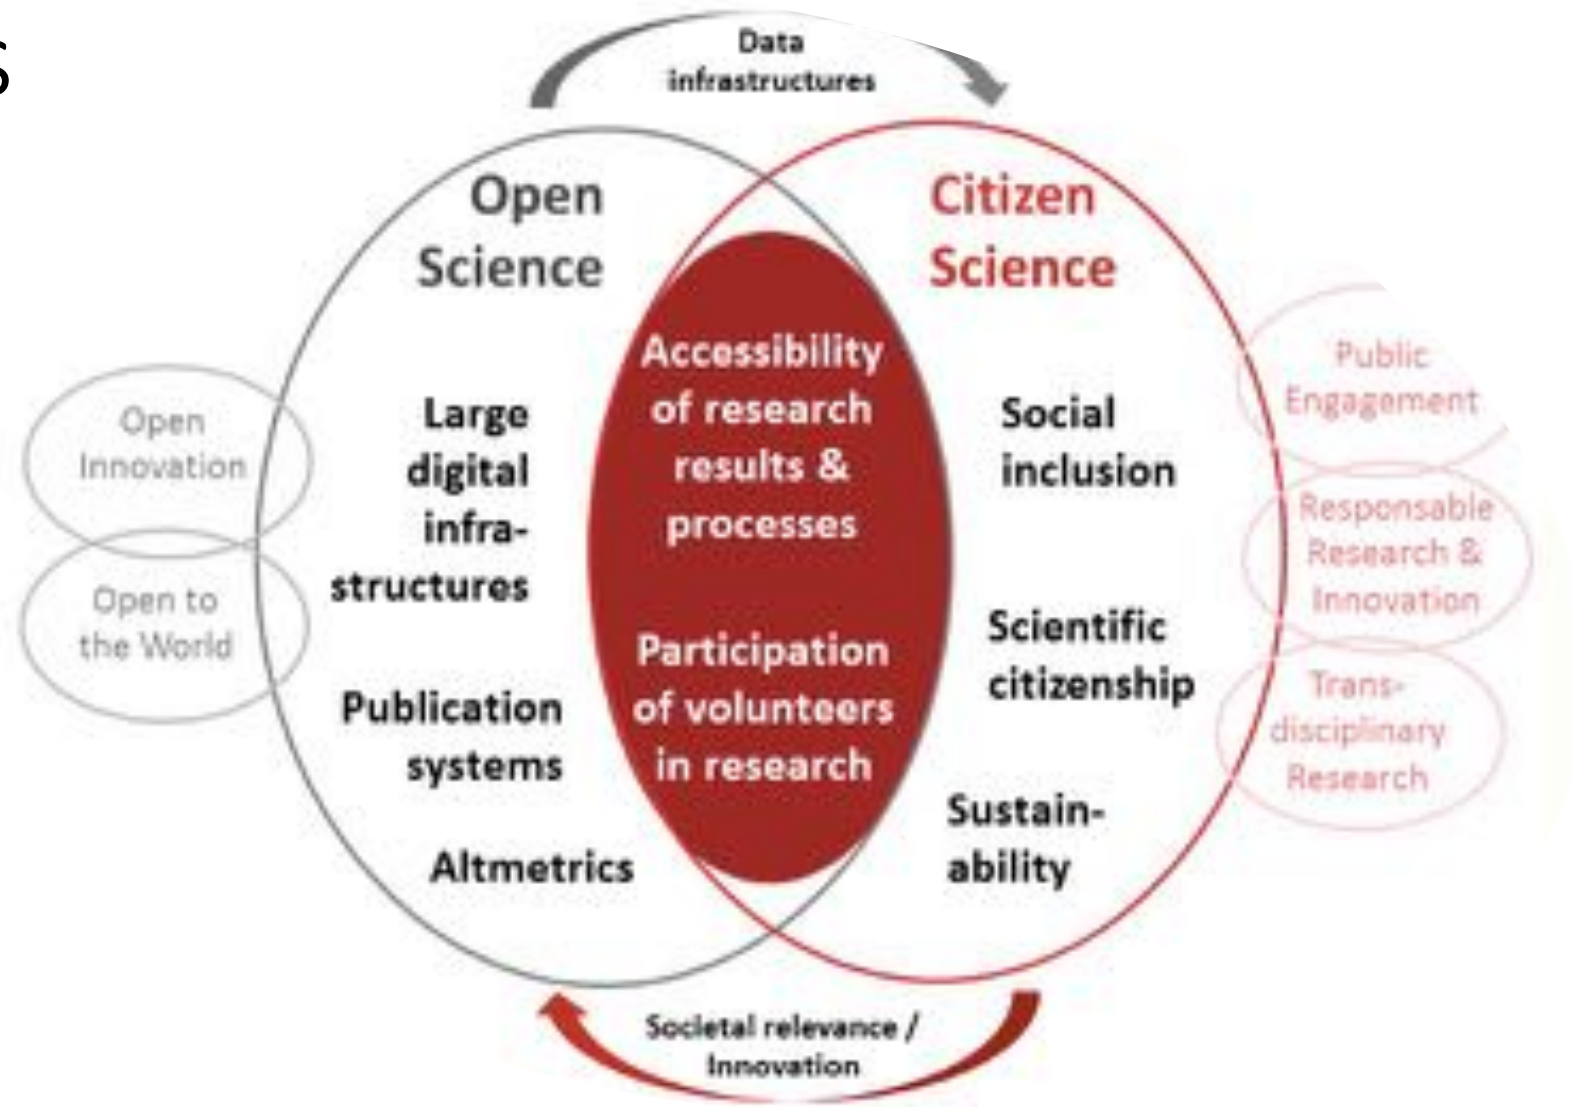 s
Data
infrastructures
Open
Science
Citizen
Science
Accessibility
of research
results &
processes
Participation
of volunteers
in research
Large
digital
infra-
structures
Publication
systems
Altmetrics
Social
inclusion
Scientific
citizenship
Sustain-
ability
Open
Innovation
Open to
the World
Public
Engagement
Responsable
Research &
Innovation
Trans-
disciplinary
Research
Societal relevance /
Innovation